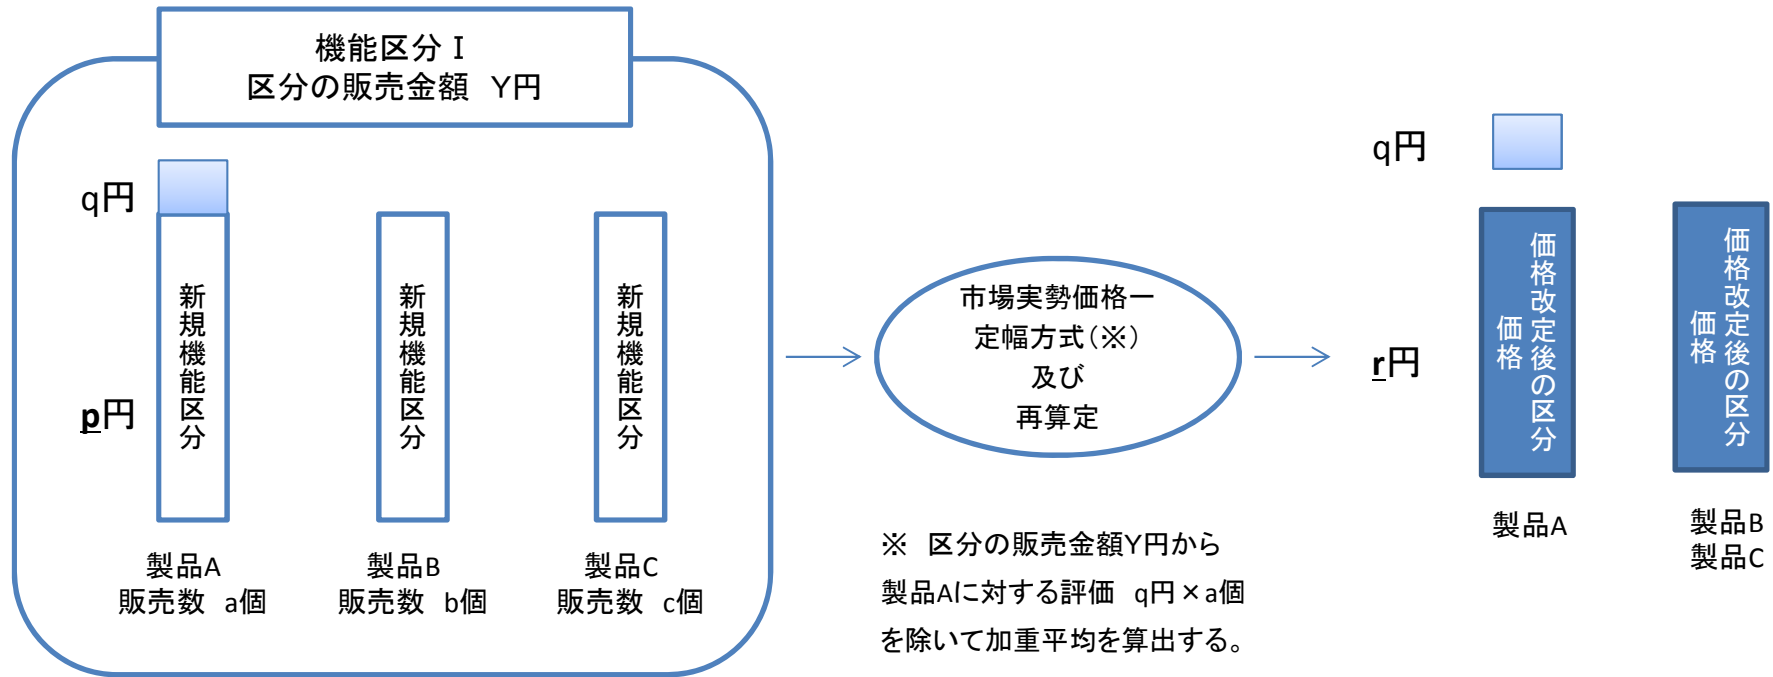 機能区分Ⅰ
区分の販売金額　Y円
q円
新規機能区分
新規機能区分
新規機能区分
p円
製品A
販売数　a個
製品B
販売数　b個
製品C
販売数　c個
市場実勢価格一
定幅方式(※)
及び
再算定
※　区分の販売金額Y円から
製品Aに対する評価　q円×a個
を除いて加重平均を算出する。
q円
r円
価格改定後の区分
価格
価格改定後の区分
価格
製品A
製品B
製品C